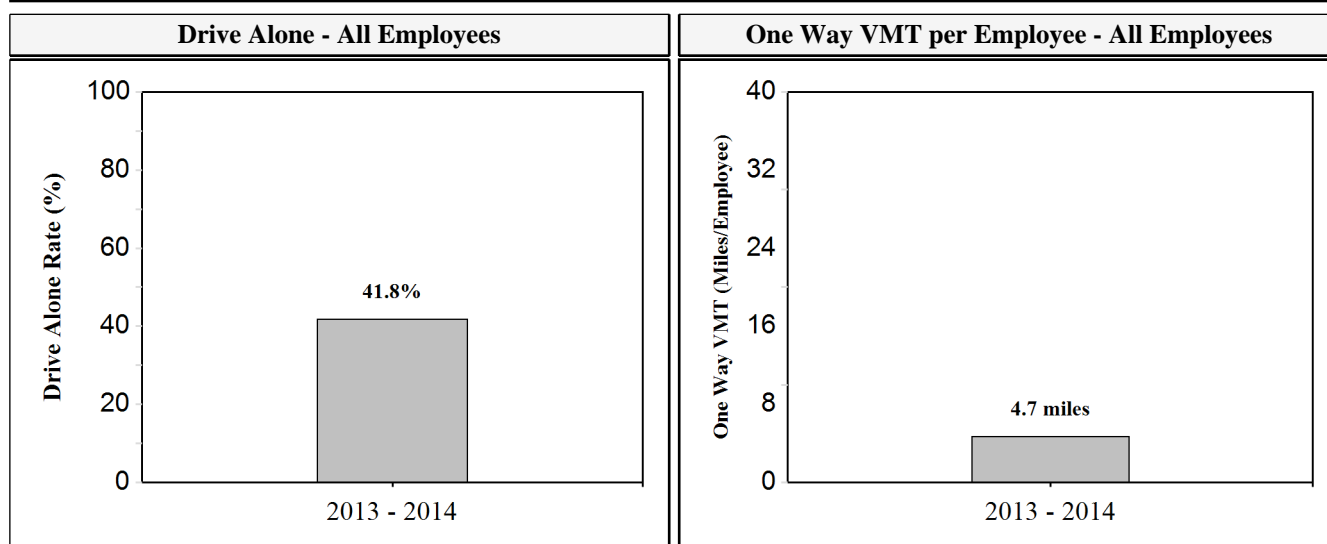 Drive Alone - All Employees
Drive Alone Rate (%)
100
80
60
40
20
0
41.8%
2013 - 2014
One Way VMT per Employee - All Employees
One Way VMT (Miles/Employee)
40
32
24
16
8
0
4.7 miles
2013 - 2014